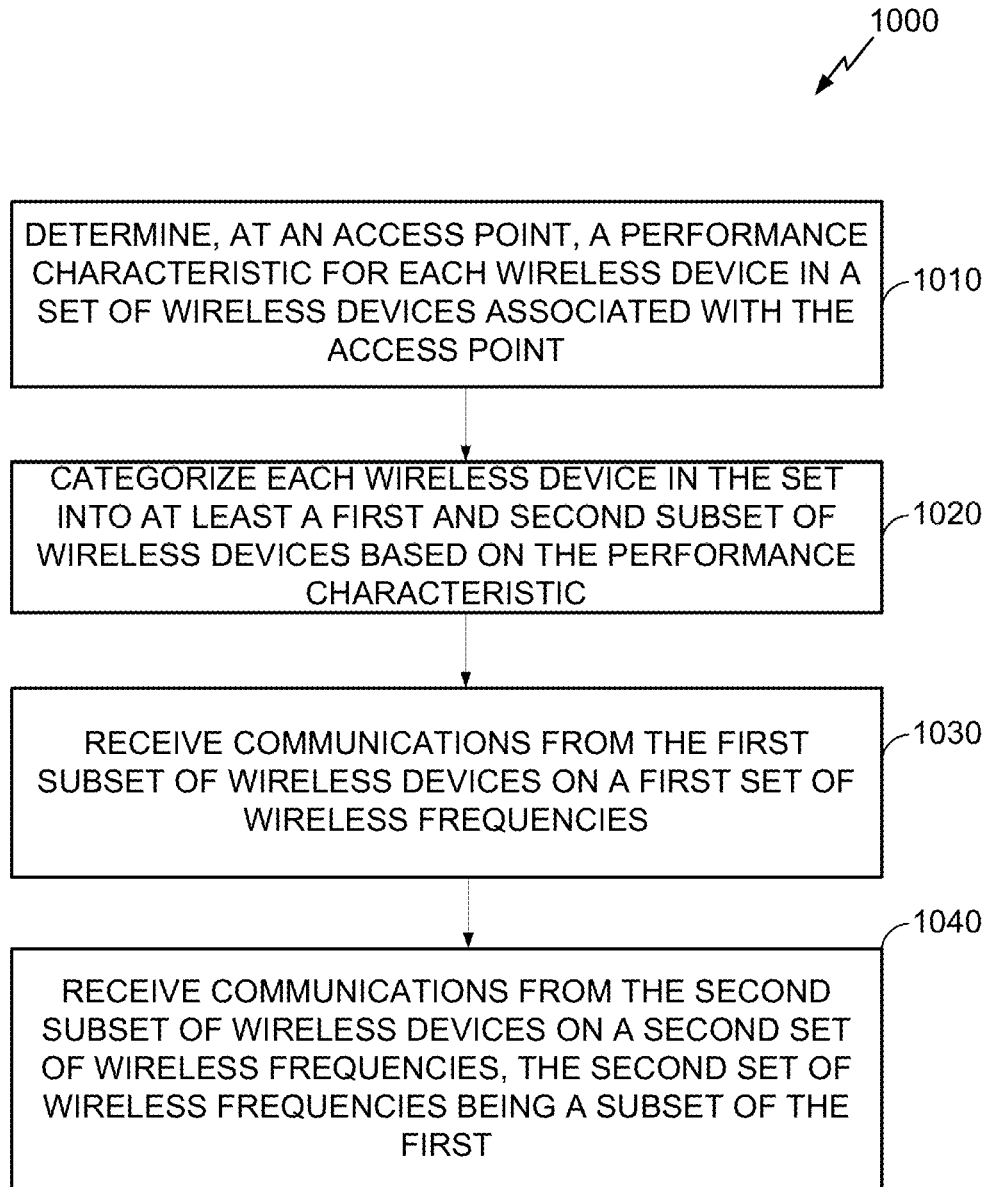 1000
DETERMINE, AT AN ACCESS POINT, A PERFORMANCE
CHARACTERISTIC FOR EACH WIRELESS DEVICE IN A
SET OF WIRELESS DEVICES ASSOCIATED WITH THE
ACCESS POINT
1010
CATEGORIZE EACH WIRELESS DEVICE IN THE SET
INTO AT LEAST A FIRST AND SECOND SUBSET OF
WIRELESS DEVICES BASED ON THE PERFORMANCE
CHARACTERISTIC
1020
RECEIVE COMMUNICATIONS FROM THE FIRST
SUBSET OF WIRELESS DEVICES ON A FIRST SET OF
WIRELESS FREQUENCIES
1030
RECEIVE COMMUNICATIONS FROM THE SECOND
SUBSET OF WIRELESS DEVICES ON A SECOND SET
OF WIRELESS FREQUENCIES, THE SECOND SET OF
WIRELESS FREQUENCIES BEING A SUBSET OF THE
FIRST
1040